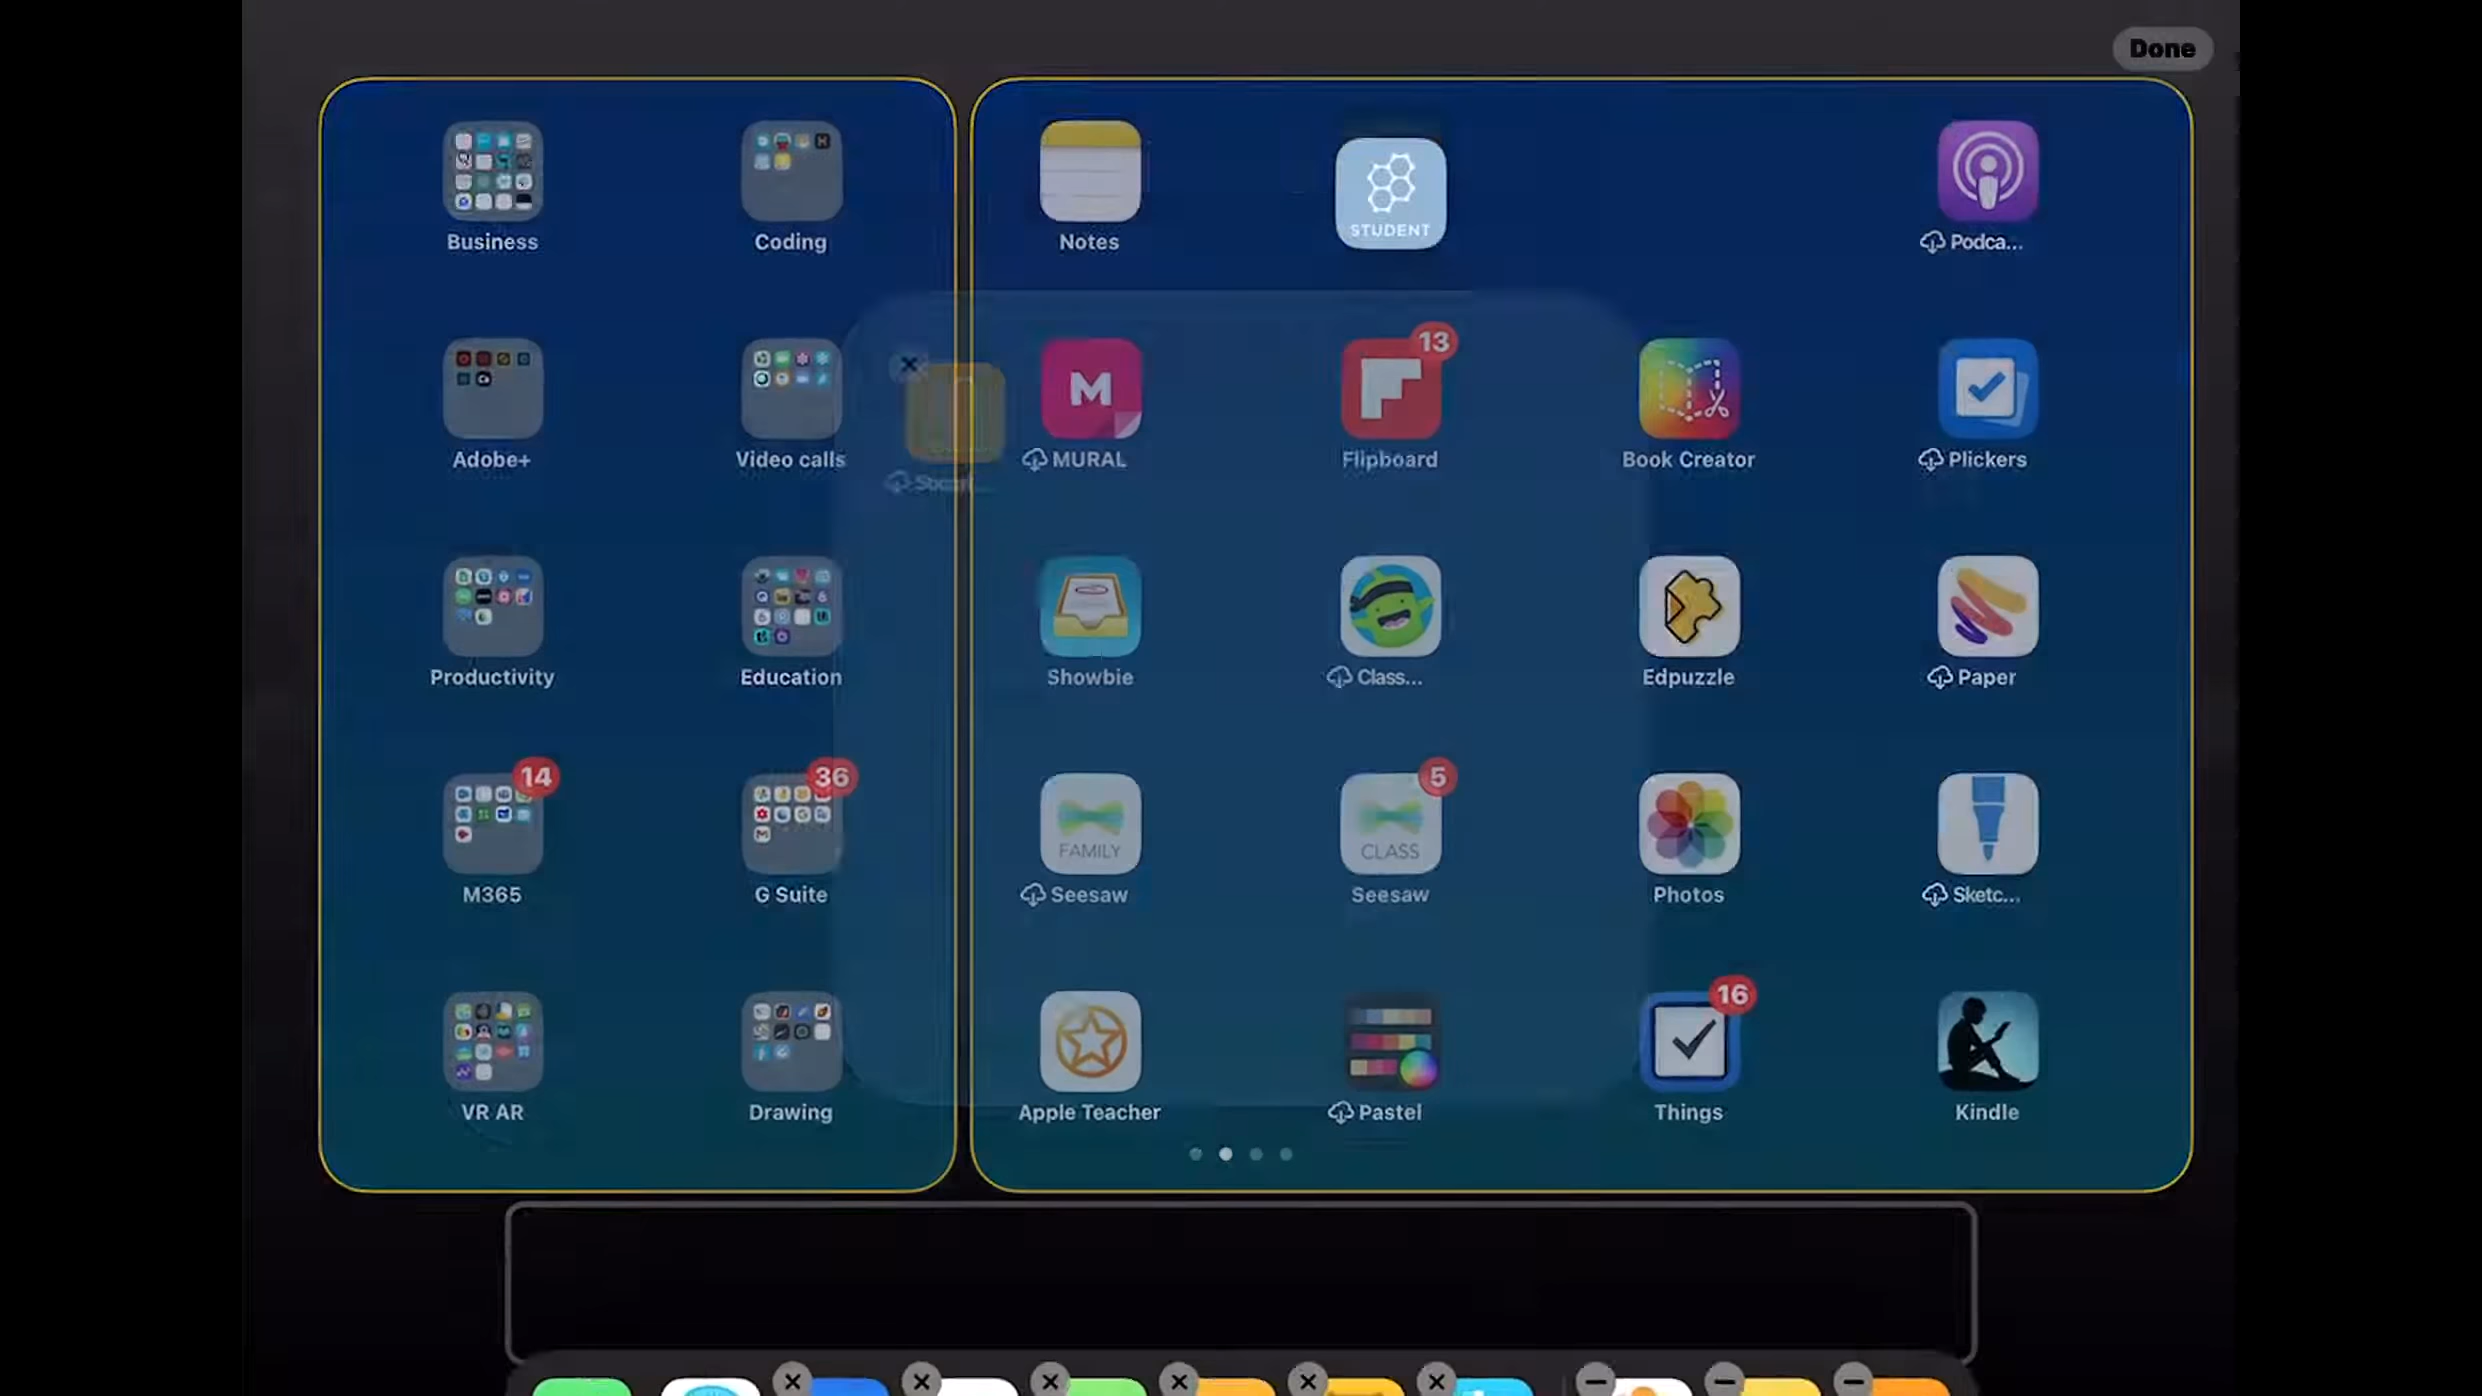 Done
Business Coding Notes STUDENT Podca...
13
M
Adobe+ Video calls MURAL Flipboard Book Creator Plickers
Productivity Education Showbie Class... Edpuzzle Paper
14 36 5
FAMILY CLASS
M365 G Suite Seesaw Seesaw Photos Sketc...
16
VR AR Drawing Apple Teacher Pastel Things Kindle